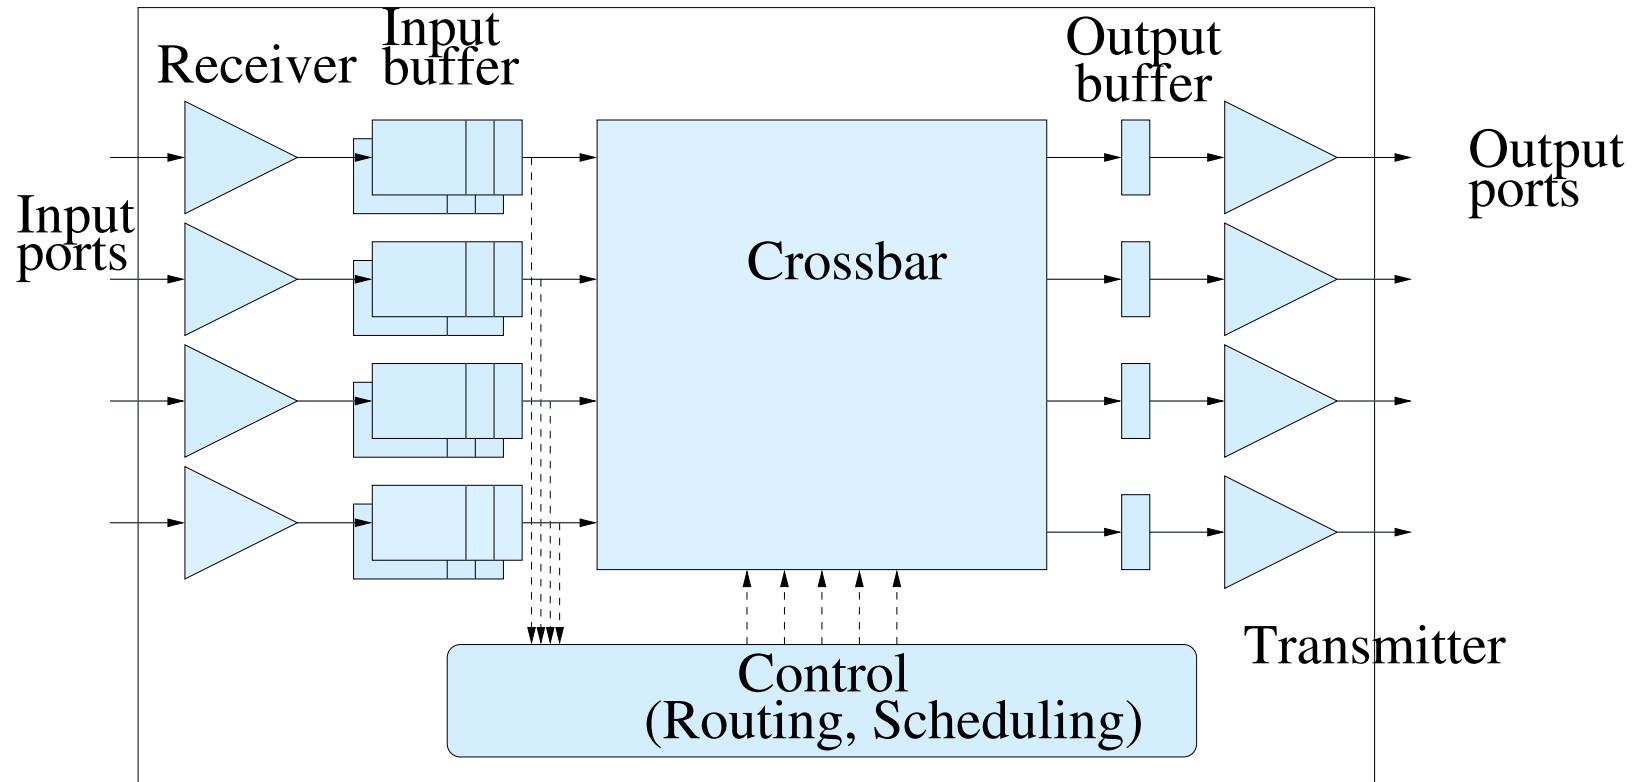 Input
buffer
Output
buffer
Receiver
Output
ports
Input
ports
Crossbar
Transmitter
Control
(Routing, Scheduling)